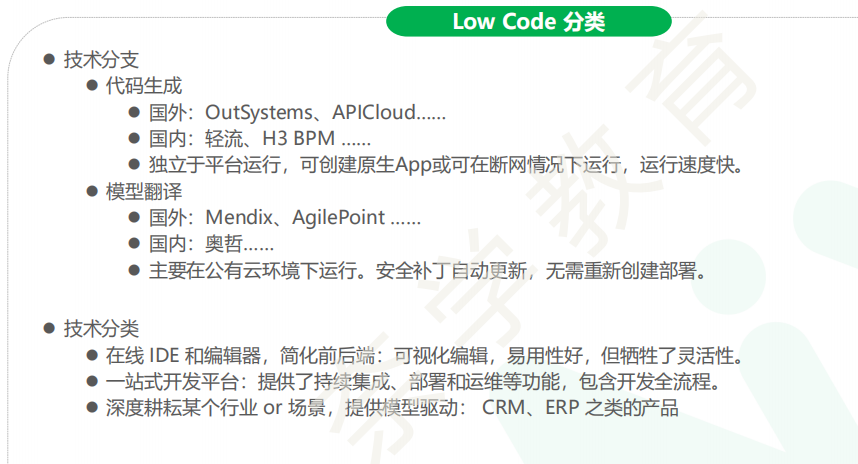 Low Code 分类
● 技术分支
● 代码生成
● 国外：OutSystems、APICloud……
● 国内：轻流、H3 BPM ……
● 独立于平台运行，可创建原生App或可在断网情况下运行，运行速度快。
● 模型翻译
● 国外：Mendix、AgilePoint ……
● 国内：奥哲……
● 主要在公有云环境下运行。安全补丁自动更新，无需重新创建部署。
● 技术分类
● 在线 IDE 和编辑器，简化前后端：可视化编辑，易用性好，但牺牲了灵活性。
● 一站式开发平台：提供了持续集成、部署和运维等功能，包含开发全流程。
● 深度耕耘某个行业 or 场景，提供模型驱动： CRM、ERP 之类的产品
学教育